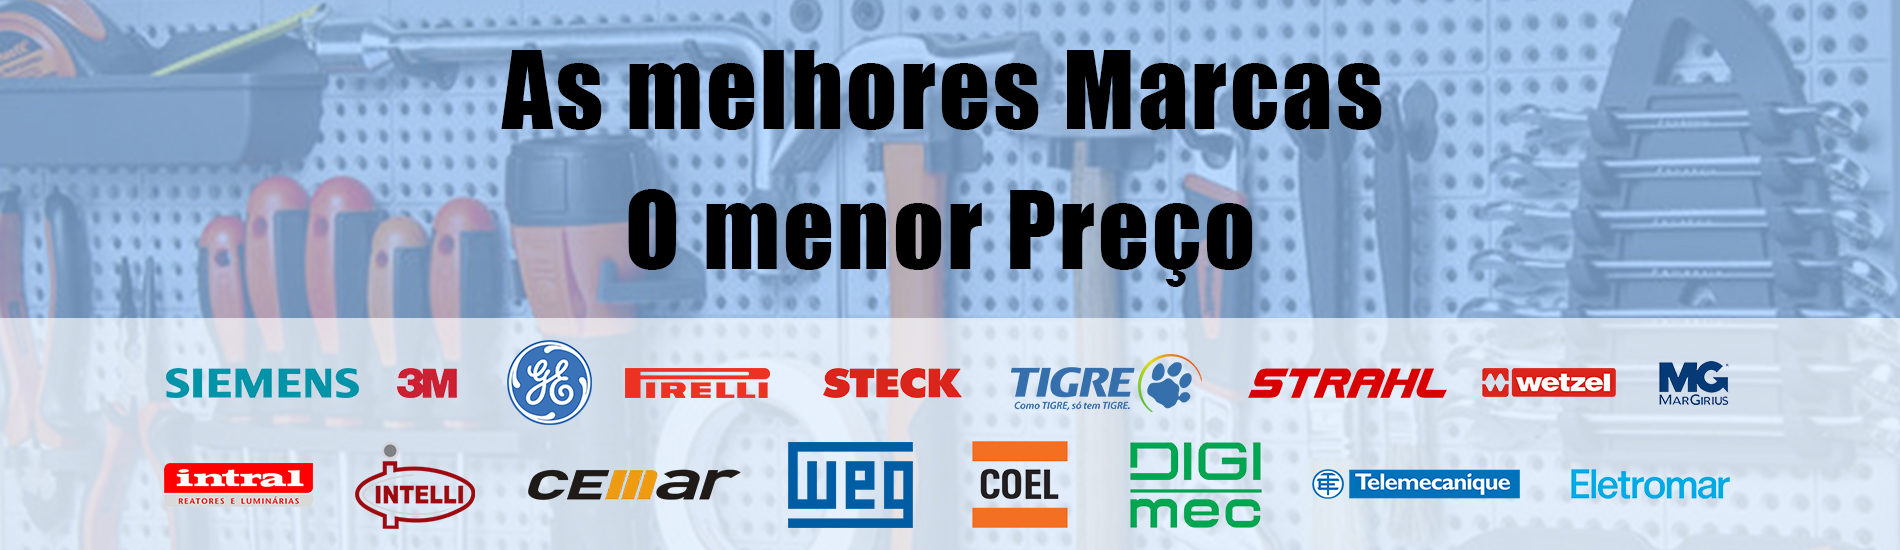 As melhores Marcas
O menor Preço
SIEMENS 3M GE PIRELLI STECK TIGRE STRAHL wetzel MG
Como TIGRE, só tem TIGRE. MARGIRIUS
intral INTELLI CEMAR WEG COEL DIGI Telemecanique Eletromar
REATORES E LUMINÁRIAS mec